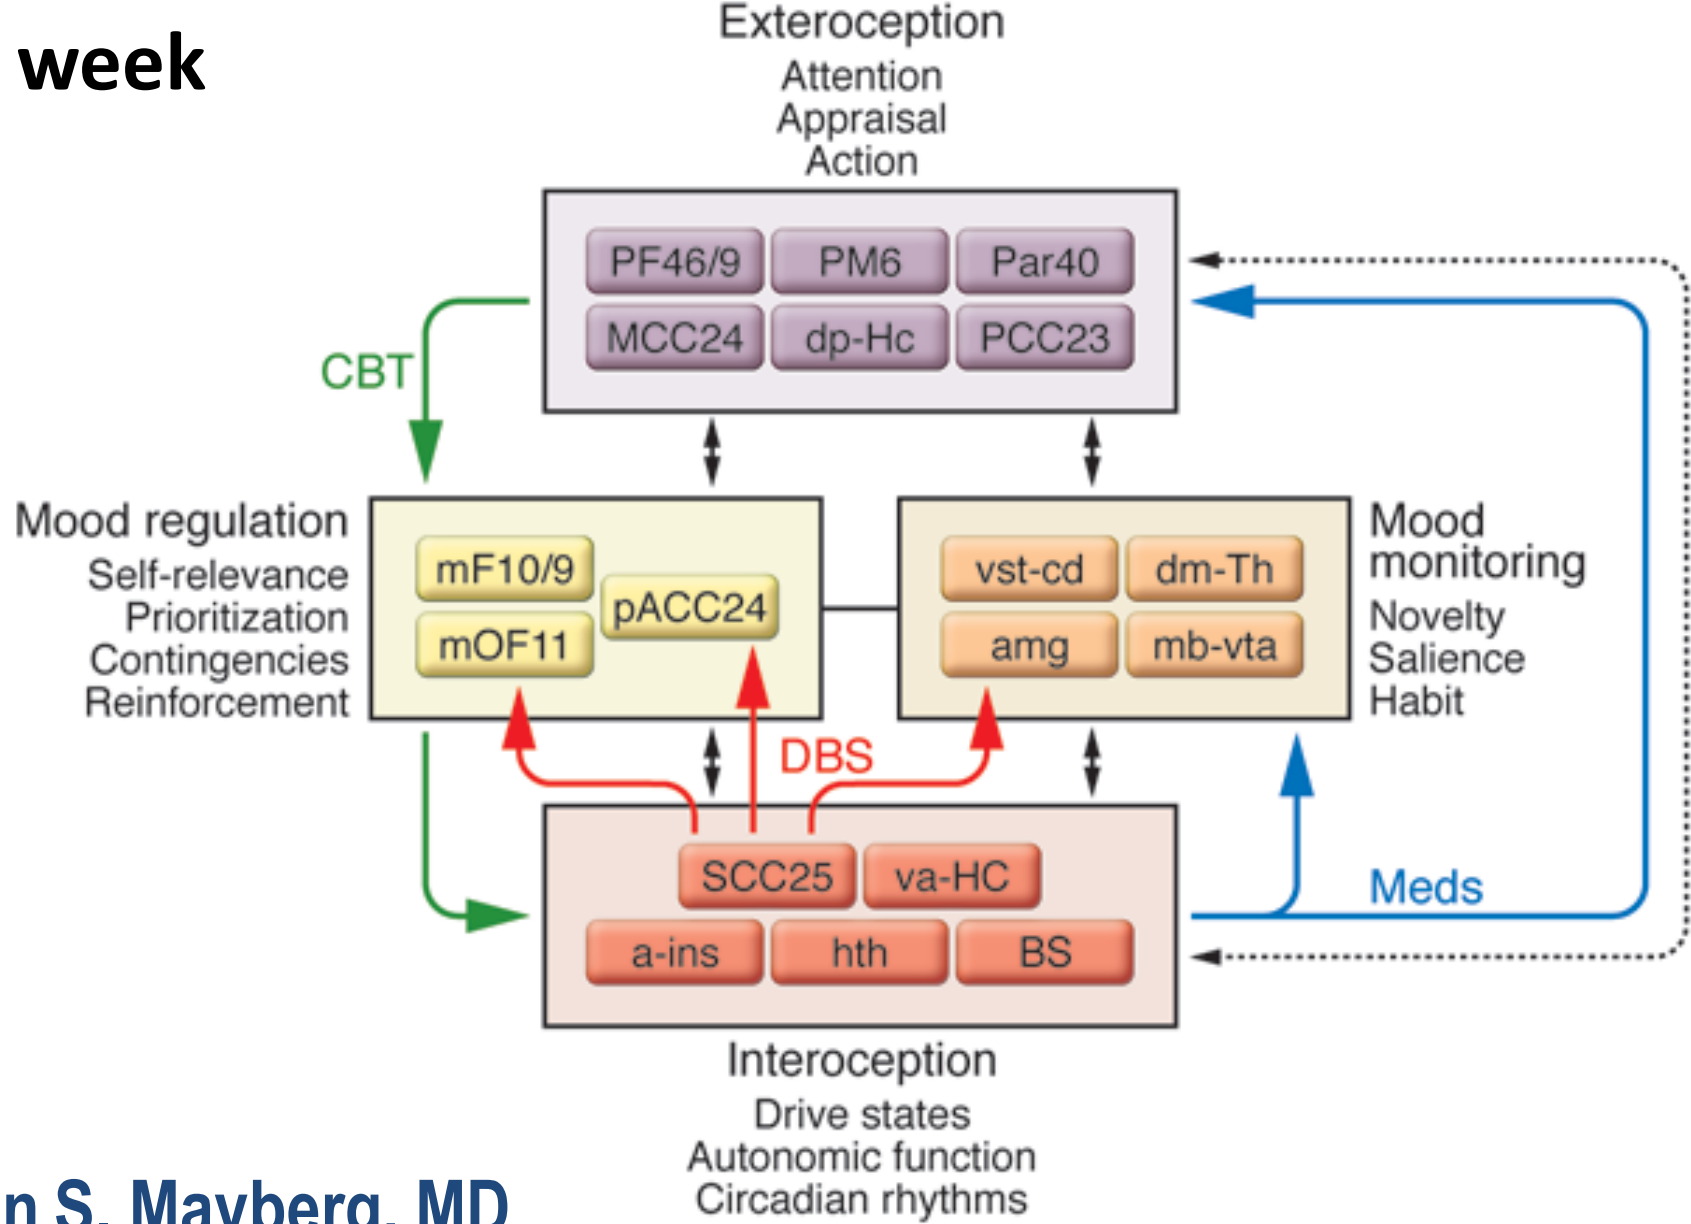 week
Exteroception
Attention
Appraisal
Action
PF46/9 PM6 Par40
MCC24 dp-Hc PCC23
CBT
Mood regulation
Self-relevance
Prioritization
Contingencies
Reinforcement
mF10/9
pACC24
mOF11
vst-cd dm-Th
amg mb-vta
Mood
monitoring
Novelty
Salience
Habit
DBS
SCC25 va-HC
a-ins hth BS
Meds
Interoception
Drive states
Autonomic function
Circadian rhythms
n S. Mayberg, MD